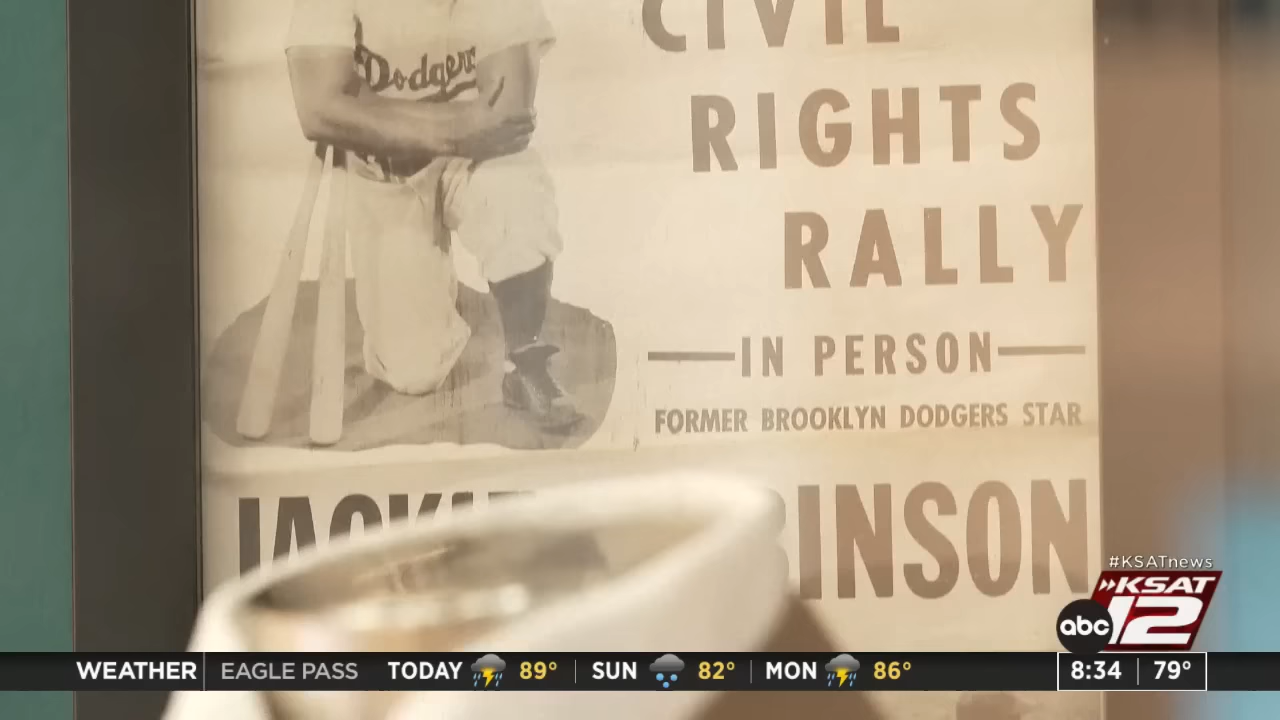 CIVIL
RIGHTS
RALLY
IN PERSON
FORMER BROOKLYN DODGERS STAR
Dodgers
#KSATnews
KSAT
abc 12
WEATHER EAGLE PASS TODAY 89° SUN 82° MON 86° 8:34 79°